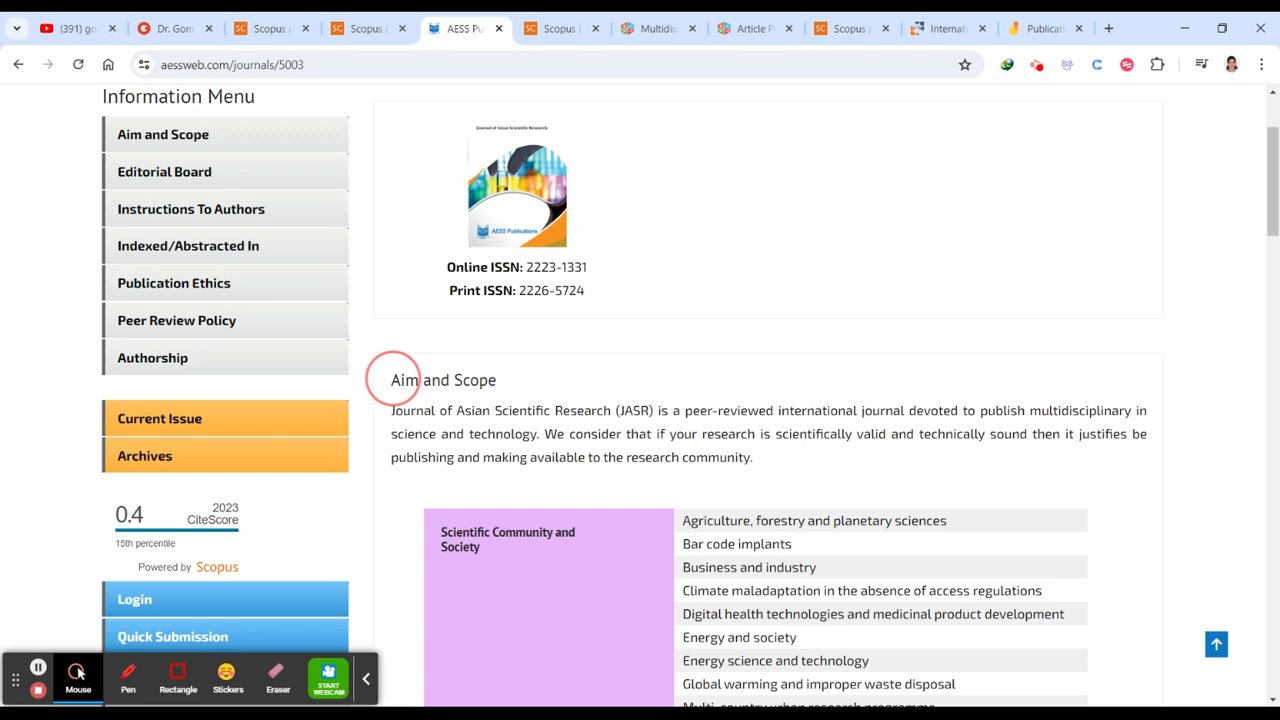 (391) go
Dr. Gom
Scopus
Scopus
AESS Pu
Scopus
Multidis
Article P
Scopus
Internati
Publicati
aessweb.com/journals/5003
Information Menu
Aim and Scope
Editorial Board
Instructions To Authors
Indexed/Abstracted In
Publication Ethics
Peer Review Policy
Authorship
Current Issue
Archives
0.4
2023
CiteScore
15th percentile
Powered by Scopus
Login
Quick Submission
Journal of Asian Scientific Research
AESS Publications
Online ISSN: 2223-1331
Print ISSN: 2226-5724
Aim and Scope
Journal of Asian Scientific Research (JASR) is a peer-reviewed international journal devoted to publish multidisciplinary in
science and technology. We consider that if your research is scientifically valid and technically sound then it justifies be
publishing and making available to the research community.
Scientific Community and
Society
Agriculture, forestry and planetary sciences
Bar code implants
Business and industry
Climate maladaptation in the absence of access regulations
Digital health technologies and medicinal product development
Energy and society
Energy science and technology
Global warming and improper waste disposal
Multi-country urban research programme
Mouse
Pen
Rectangle
Stickers
Eraser
START
WEBCAM